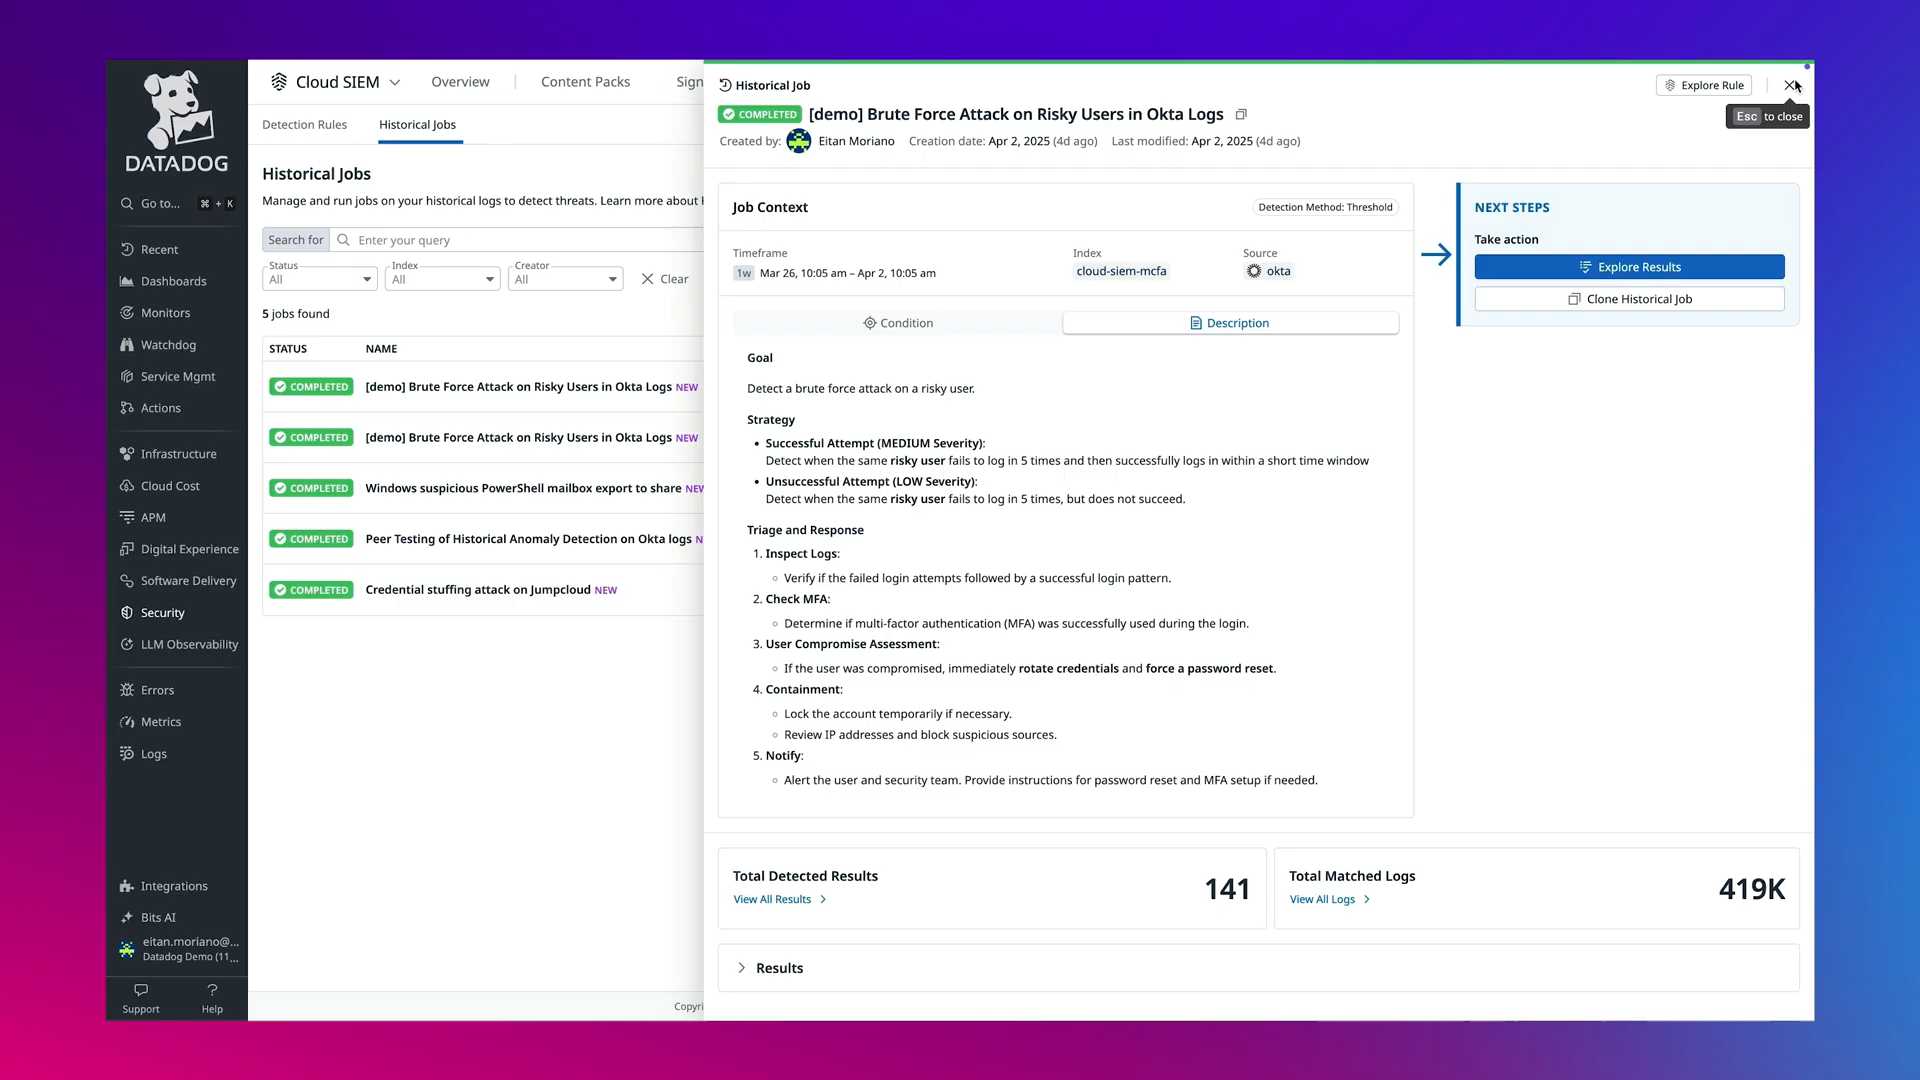 DATADOG
Go to... ⌘ + K
Recent
Dashboards
Monitors
Watchdog
Service Mgmt
Actions
Infrastructure
Cloud Cost
APM
Digital Experience
Software Delivery
Security
LLM Observability
Errors
Metrics
Logs
Integrations
Bits AI
eitan.moriano@...
Datadog Demo (11...
Support
Help
Cloud SIEM
Overview
Content Packs
Sign
Detection Rules
Historical Jobs
Historical Jobs
Manage and run jobs on your historical logs to detect threats. Learn more about
Search for
Enter your query
Status
All
Index
All
Creator
All
Clear
5 jobs found
STATUS
NAME
COMPLETED
[demo] Brute Force Attack on Risky Users in Okta Logs NEW
COMPLETED
[demo] Brute Force Attack on Risky Users in Okta Logs NEW
COMPLETED
Windows suspicious PowerShell mailbox export to share NEW
COMPLETED
Peer Testing of Historical Anomaly Detection on Okta logs N
COMPLETED
Credential stuffing attack on Jumpcloud NEW
Copyri
Historical Job
Explore Rule
Esc to close
COMPLETED
[demo] Brute Force Attack on Risky Users in Okta Logs
Created by: Eitan Moriano
Creation date: Apr 2, 2025 (4d ago)
Last modified: Apr 2, 2025 (4d ago)
Job Context
Detection Method: Threshold
Timeframe
1w Mar 26, 10:05 am – Apr 2, 10:05 am
Index
cloud-siem-mcfa
Source
okta
Condition
Description
Goal
Detect a brute force attack on a risky user.
Strategy
• Successful Attempt (MEDIUM Severity):
Detect when the same risky user fails to log in 5 times and then successfully logs in within a short time window
• Unsuccessful Attempt (LOW Severity):
Detect when the same risky user fails to log in 5 times, but does not succeed.
Triage and Response
1. Inspect Logs:
Verify if the failed login attempts followed by a successful login pattern.
2. Check MFA:
Determine if multi-factor authentication (MFA) was successfully used during the login.
3. User Compromise Assessment:
If the user was compromised, immediately rotate credentials and force a password reset.
4. Containment:
Lock the account temporarily if necessary.
Review IP addresses and block suspicious sources.
5. Notify:
Alert the user and security team. Provide instructions for password reset and MFA setup if needed.
NEXT STEPS
Take action
Explore Results
Clone Historical Job
Total Detected Results
View All Results
141
Total Matched Logs
View All Logs
419K
Results